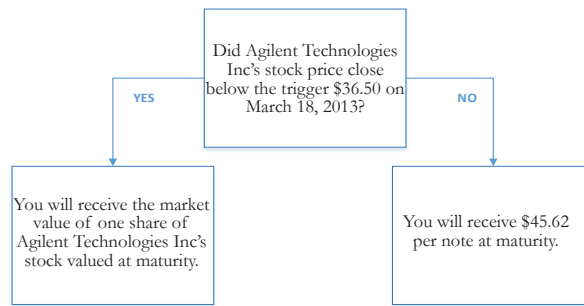 Did Agilent Technologies
Inc's stock price close
below the trigger $36.50 on
March 18, 2013?
YES
NO
You will receive the market
value of one share of
Agilent Technologies Inc's
stock valued at maturity.
You will receive $45.62
per note at maturity.